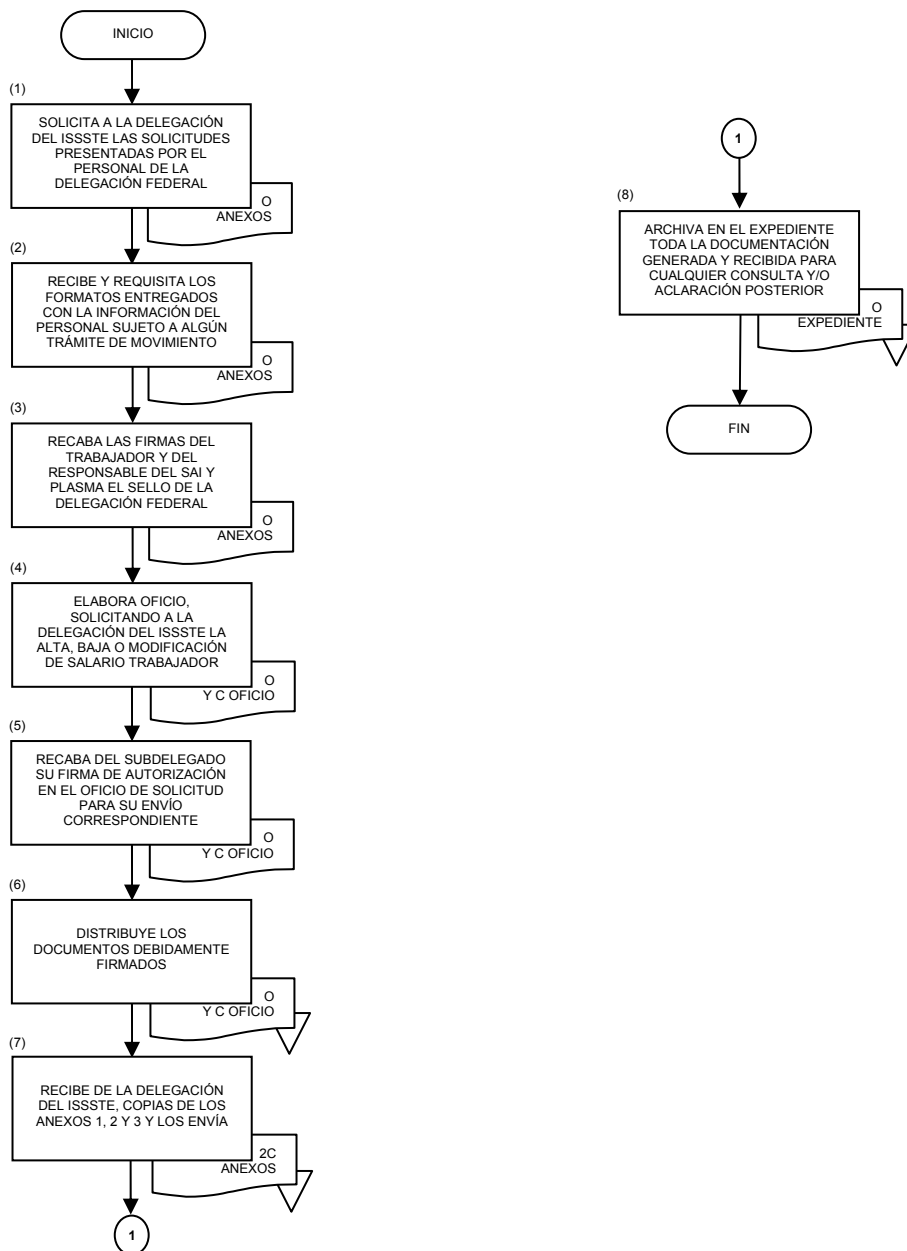 INICIO
(1)
SOLICITA A LA DELEGACIÓN
DEL ISSSTE LAS SOLICITUDES
PRESENTADAS POR EL
PERSONAL DE LA
DELEGACIÓN FEDERAL
O
ANEXOS
(2)
RECIBE Y REQUISITA LOS
FORMATOS ENTREGADOS
CON LA INFORMACIÓN DEL
PERSONAL SUJETO A ALGÚN
TRÁMITE DE MOVIMIENTO
O
ANEXOS
(3)
RECABA LAS FIRMAS DEL
TRABAJADOR Y DEL
RESPONSABLE DEL SAI Y
PLASMA EL SELLO DE LA
DELEGACIÓN FEDERAL
O
ANEXOS
(4)
ELABORA OFICIO,
SOLICITANDO A LA
DELEGACIÓN DEL ISSSTE LA
ALTA, BAJA O MODIFICACIÓN
DE SALARIO TRABAJADOR
O
Y C OFICIO
(5)
RECABA DEL SUBDELEGADO
SU FIRMA DE AUTORIZACIÓN
EN EL OFICIO DE SOLICITUD
PARA SU ENVÍO
CORRESPONDIENTE
O
Y C OFICIO
(6)
DISTRIBUYE LOS
DOCUMENTOS DEBIDAMENTE
FIRMADOS
O
Y C OFICIO
(7)
RECIBE DE LA DELEGACIÓN
DEL ISSSTE, COPIAS DE LOS
ANEXOS 1, 2 Y 3 Y LOS ENVÍA
2C
ANEXOS
1
1
(8)
ARCHIVA EN EL EXPEDIENTE
TODA LA DOCUMENTACIÓN
GENERADA Y RECIBIDA PARA
CUALQUIER CONSULTA Y/O
ACLARACIÓN POSTERIOR
O
EXPEDIENTE
FIN